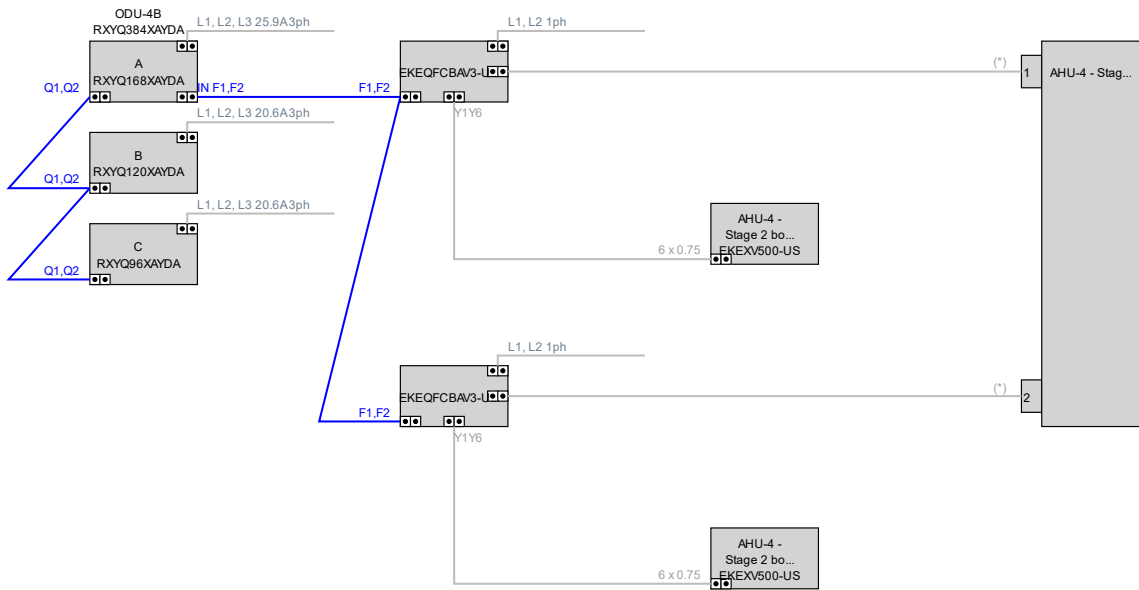 ODU-4B
RXYQ384XAYDA
L1, L2, L3 25.9A3ph
A
RXYQ168XAYDA
Q1,Q2
IN F1,F2
L1, L2, L3 20.6A3ph
B
RXYQ120XAYDA
Q1,Q2
L1, L2, L3 20.6A3ph
C
RXYQ96XAYDA
Q1,Q2
L1, L2 1ph
EKEQFCBAV3-U
F1,F2
Y1Y6
(*)
1
AHU-4 - Stag...
AHU-4 -
Stage 2 bo...
EKEXV500-US
6 x 0.75
L1, L2 1ph
EKEQFCBAV3-U
F1,F2
Y1Y6
(*)
2
AHU-4 -
Stage 2 bo...
EKEXV500-US
6 x 0.75